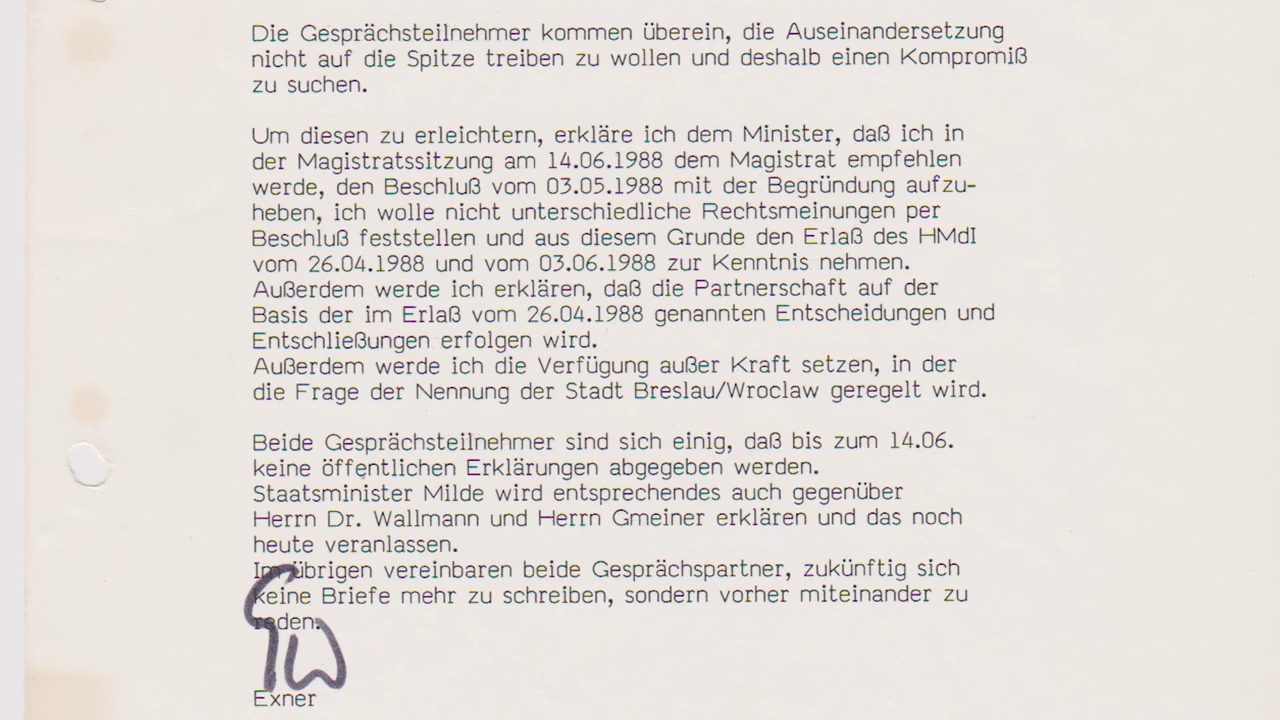 Die Gesprächsteilnehmer kommen überein, die Auseinandersetzung
nicht auf die Spitze treiben zu wollen und deshalb einen Kompromiß
zu suchen.
Um diesen zu erleichtern, erkläre ich dem Minister, daß ich in
der Magistratssitzung am 14.06.1988 dem Magistrat empfehlen
werde, den Beschluß vom 03.05.1988 mit der Begründung aufzu-
heben, ich wolle nicht unterschiedliche Rechtsmeinungen per
Beschluß feststellen und aus diesem Grunde den Erlaß des HMdI
vom 26.04.1988 und vom 03.06.1988 zur Kenntnis nehmen.
Außerdem werde ich erklären, daß die Partnerschaft auf der
Basis der im Erlaß vom 26.04.1988 genannten Entscheidungen und
Entschließungen erfolgen wird.
Außerdem werde ich die Verfügung außer Kraft setzen, in der
die Frage der Nennung der Stadt Breslau/Wroclaw geregelt wird.
Beide Gesprächsteilnehmer sind sich einig, daß bis zum 14.06.
keine öffentlichen Erklärungen abgegeben werden.
Staatsminister Milde wird entsprechendes auch gegenüber
Herrn Dr. Wallmann und Herrn Gmeiner erklären und das noch
heute veranlassen.
Im übrigen vereinbaren beide Gesprächspartner, zukünftig sich
keine Briefe mehr zu schreiben, sondern vorher miteinander zu
reden.
Exner